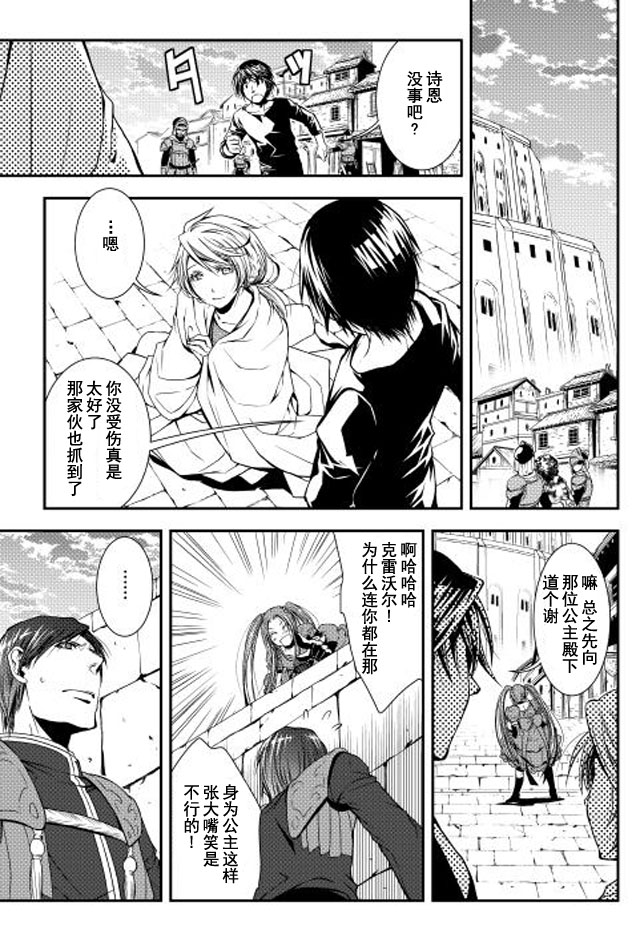 诗恩
没事吧？
タッ
…
嗯
你没受伤真是
太好了
那家伙也抓到了
嘛 总之先向
那位公主殿下
道个谢
啊哈哈哈
克雷沃尔！
为什么连你都在那
身为公主这样
张大嘴笑是
不行的！
……